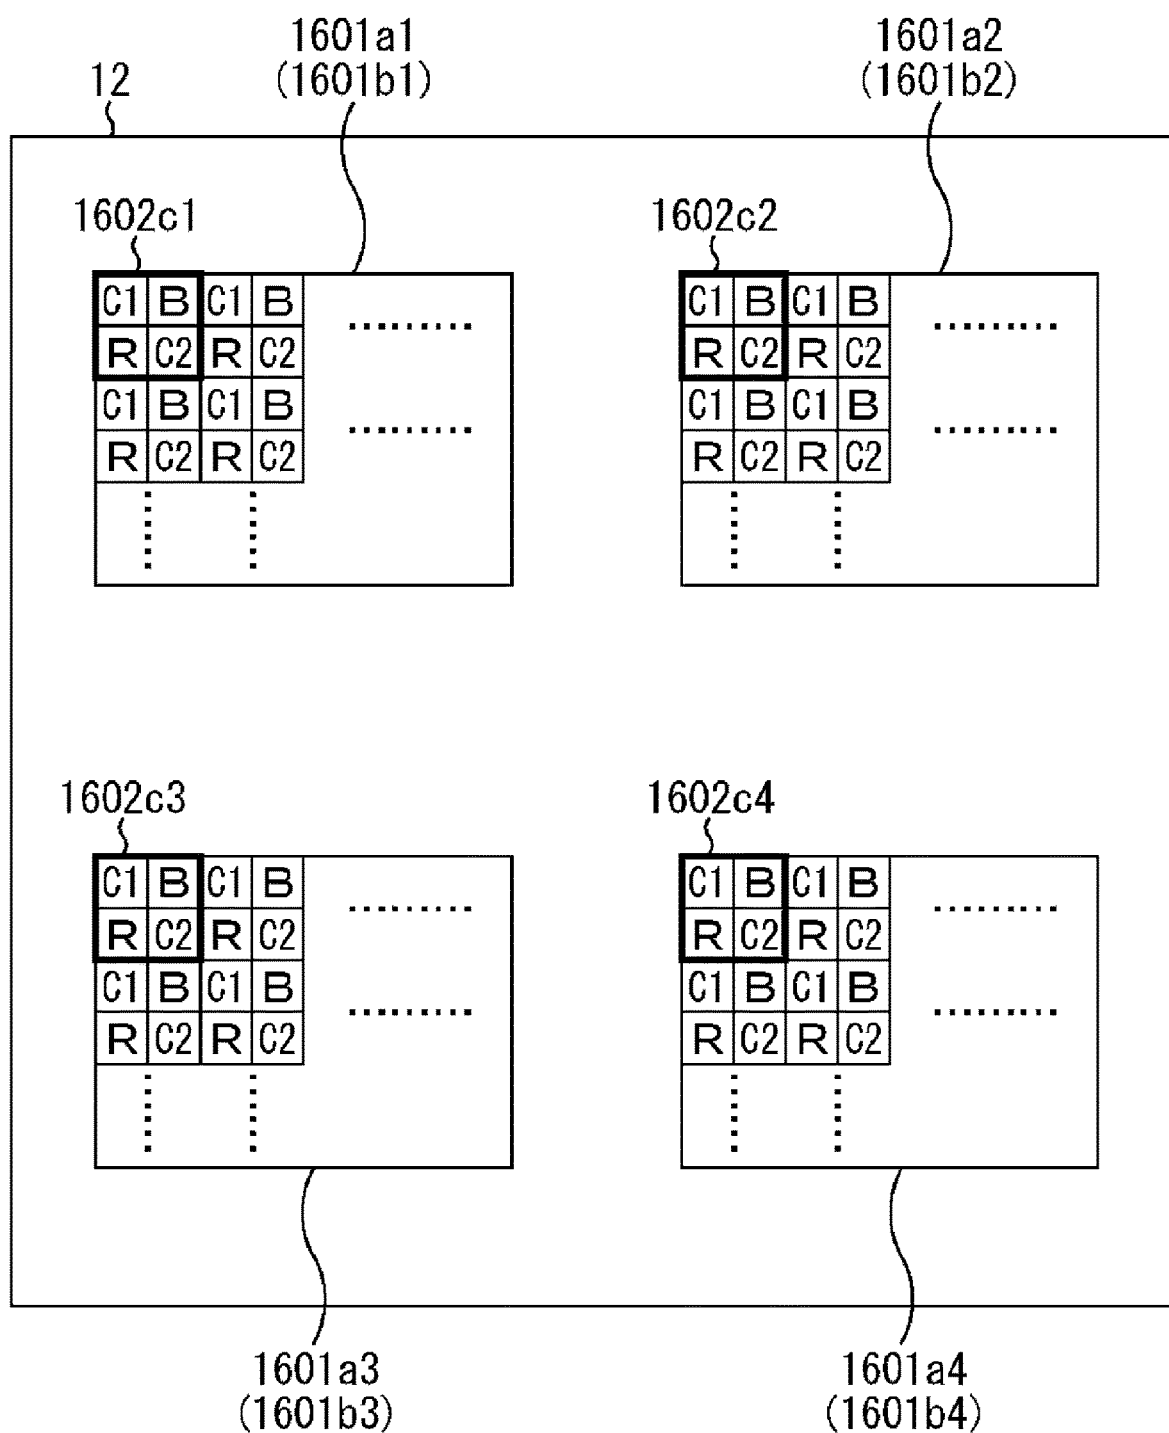 1601a1 1601a2
(1601b1) (1601b2)
12
1602c1 1602c2
C1 B C1 B C1 B C1 B
R C2 R C2 R C2 R C2
C1 B C1 B C1 B C1 B
R C2 R C2 R C2 R C2
1602c3 1602c4
C1 B C1 B C1 B C1 B
R C2 R C2 R C2 R C2
C1 B C1 B C1 B C1 B
R C2 R C2 R C2 R C2
1601a3 1601a4
(1601b3) (1601b4)